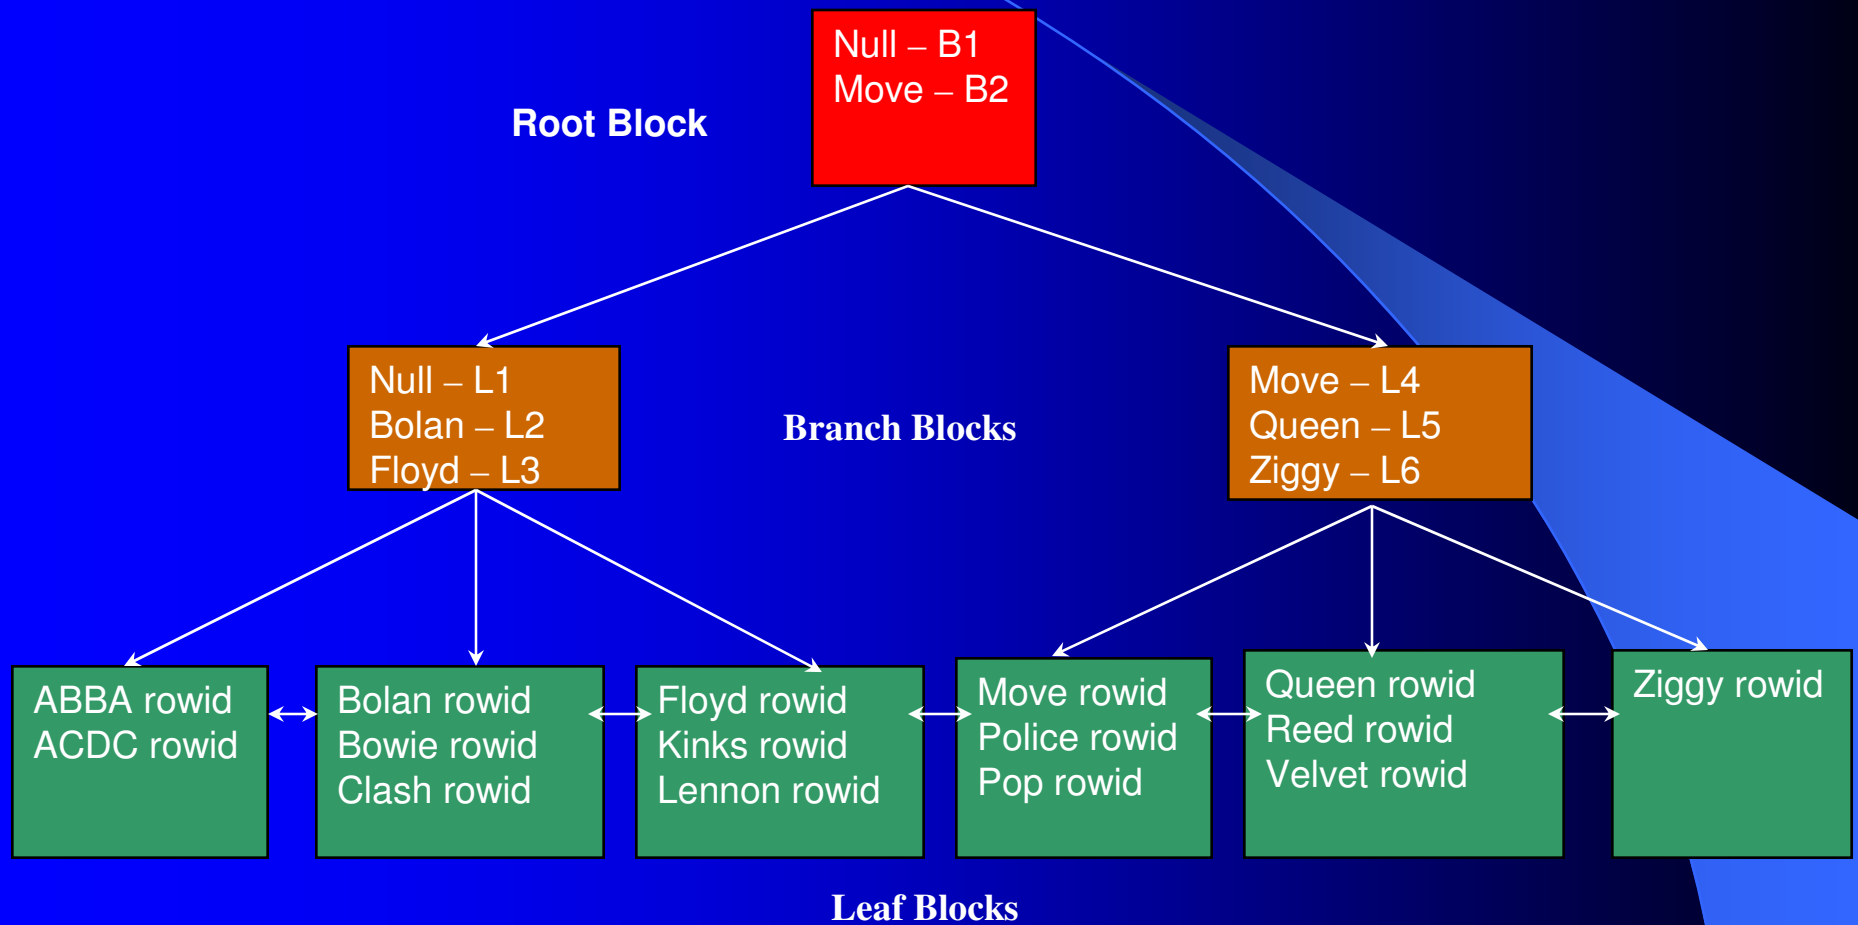 Null – B1
Move – B2
Root Block
Null – L1
Bolan – L2
Floyd – L3
Branch Blocks
Move – L4
Queen – L5
Ziggy – L6
ABBA rowid
ACDC rowid
Bolan rowid
Bowie rowid
Clash rowid
Floyd rowid
Kinks rowid
Lennon rowid
Move rowid
Police rowid
Pop rowid
Queen rowid
Reed rowid
Velvet rowid
Ziggy rowid
Leaf Blocks